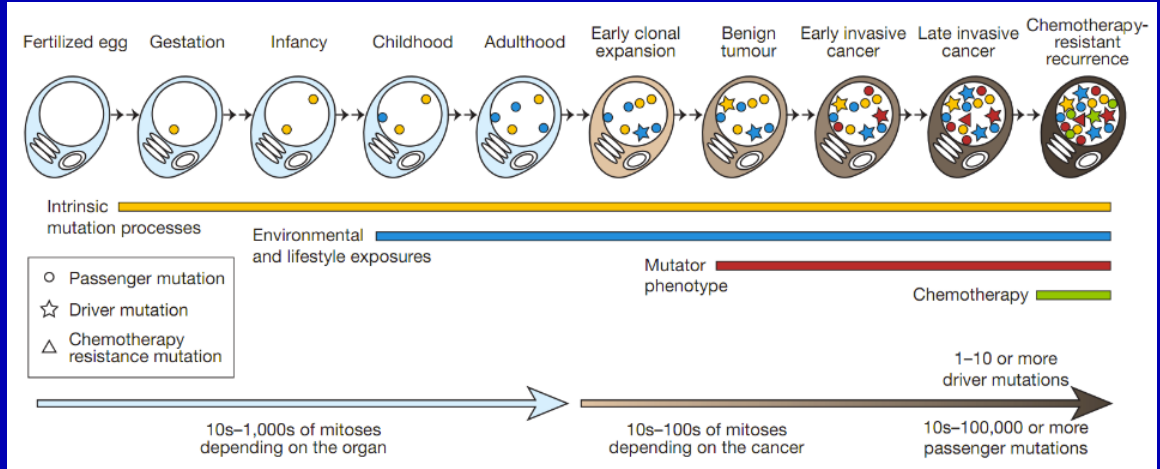 Fertilized egg
Gestation
Infancy
Childhood
Adulthood
Early clonal
expansion
Benign
tumour
Early invasive
cancer
Late invasive
cancer
Chemotherapy-
resistant
recurrence
Intrinsic
mutation processes
Environmental
and lifestyle exposures
Mutator
phenotype
Chemotherapy
Passenger mutation
Driver mutation
Chemotherapy
resistance mutation
1–10 or more
driver mutations
10s–1,000s of mitoses
depending on the organ
10s–100s of mitoses
depending on the cancer
10s–100,000 or more
passenger mutations